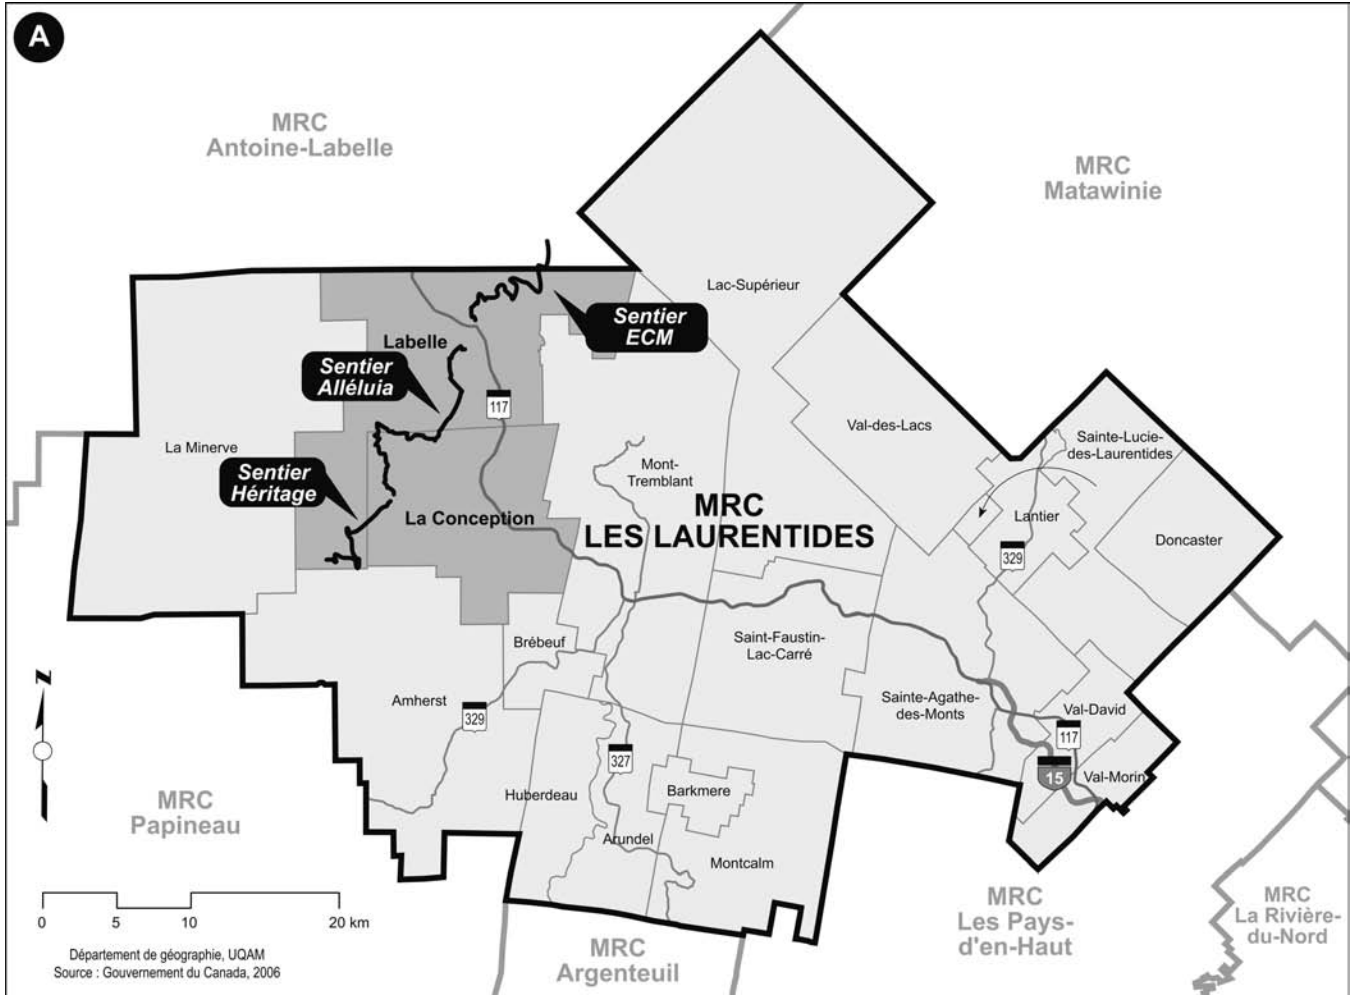 A
MRC
Antoine-Labelle
MRC
Matawinie
Lac-Supérieur
Sentier
ECM
Labelle
Sentier
Alléluia
117
Val-des-Lacs
Sainte-Lucie-
des-Laurentides
La Minerve
Mont-
Tremblant
Sentier
Héritage
La Conception
MRC
LES LAURENTIDES
Lantier
Doncaster
329
Saint-Faustin-
Lac-Carré
Brébeuf
Amherst
329
Sainte-Agathe-
des-Monts
Val-David
117
327
15
Val-Morin
Huberdeau
Barkmere
Arundel
Montcalm
z
MRC
Papineau
0 5 10 20 km
Département de géographie, UQAM
Source : Gouvernement du Canada, 2006
MRC
Argenteuil
MRC
Les Pays-
d'en-Haut
MRC
La Rivière-
du-Nord